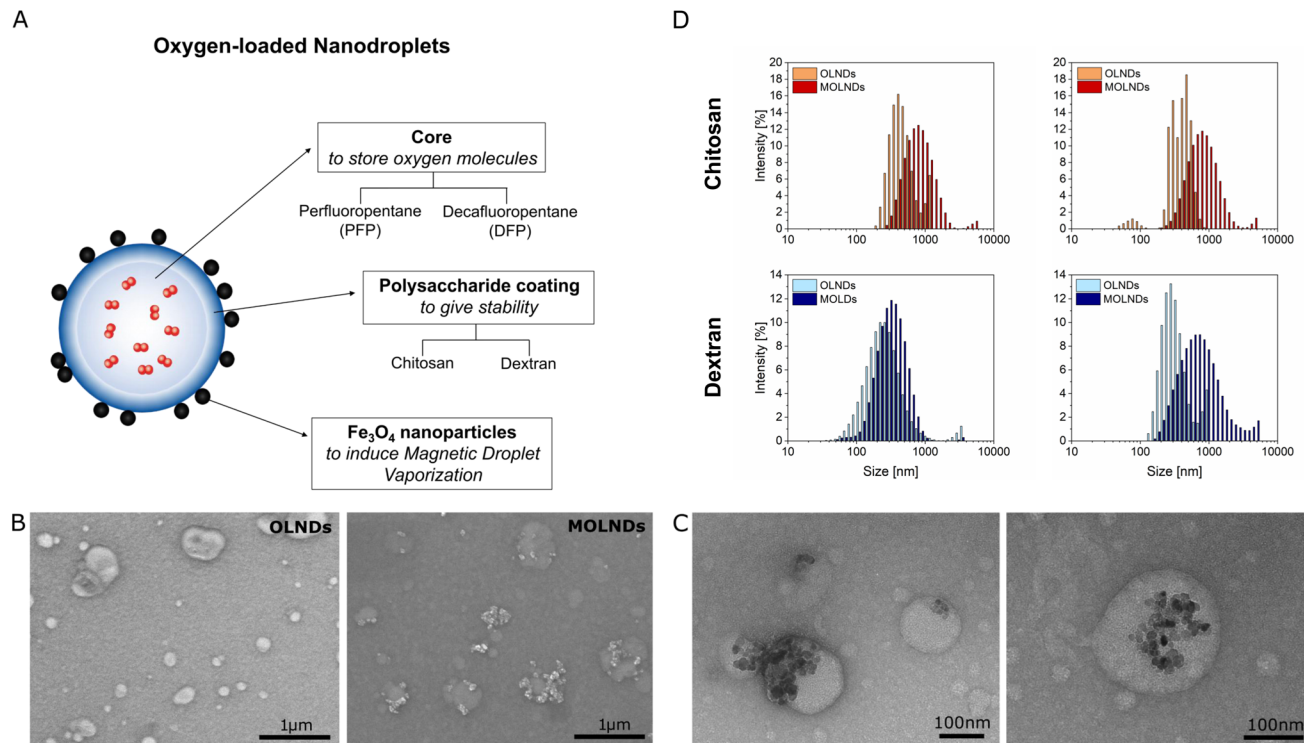 A
Oxygen-loaded Nanodroplets
Core
to store oxygen molecules
Perfluoropentane
(PFP)
Decafluoropentane
(DFP)
Polysaccharide coating
to give stability
Chitosan
Dextran
Fe₃O₄ nanoparticles
to induce Magnetic Droplet
Vaporization
B
OLNDs
1µm
MOLNDs
1µm
C
100nm
100nm
D
Chitosan
Intensity [%]
20
18
16
14
12
10
8
6
4
2
0
OLNDs
MOLNDs
10
100
1000
10000
20
18
16
14
12
10
8
6
4
2
0
OLNDs
MOLNDs
10
100
1000
10000
Dextran
Intensity [%]
14
12
10
8
6
4
2
0
OLNDs
MOLDs
10
100
1000
10000
Size [nm]
14
12
10
8
6
4
2
0
OLNDs
MOLNDs
10
100
1000
10000
Size [nm]